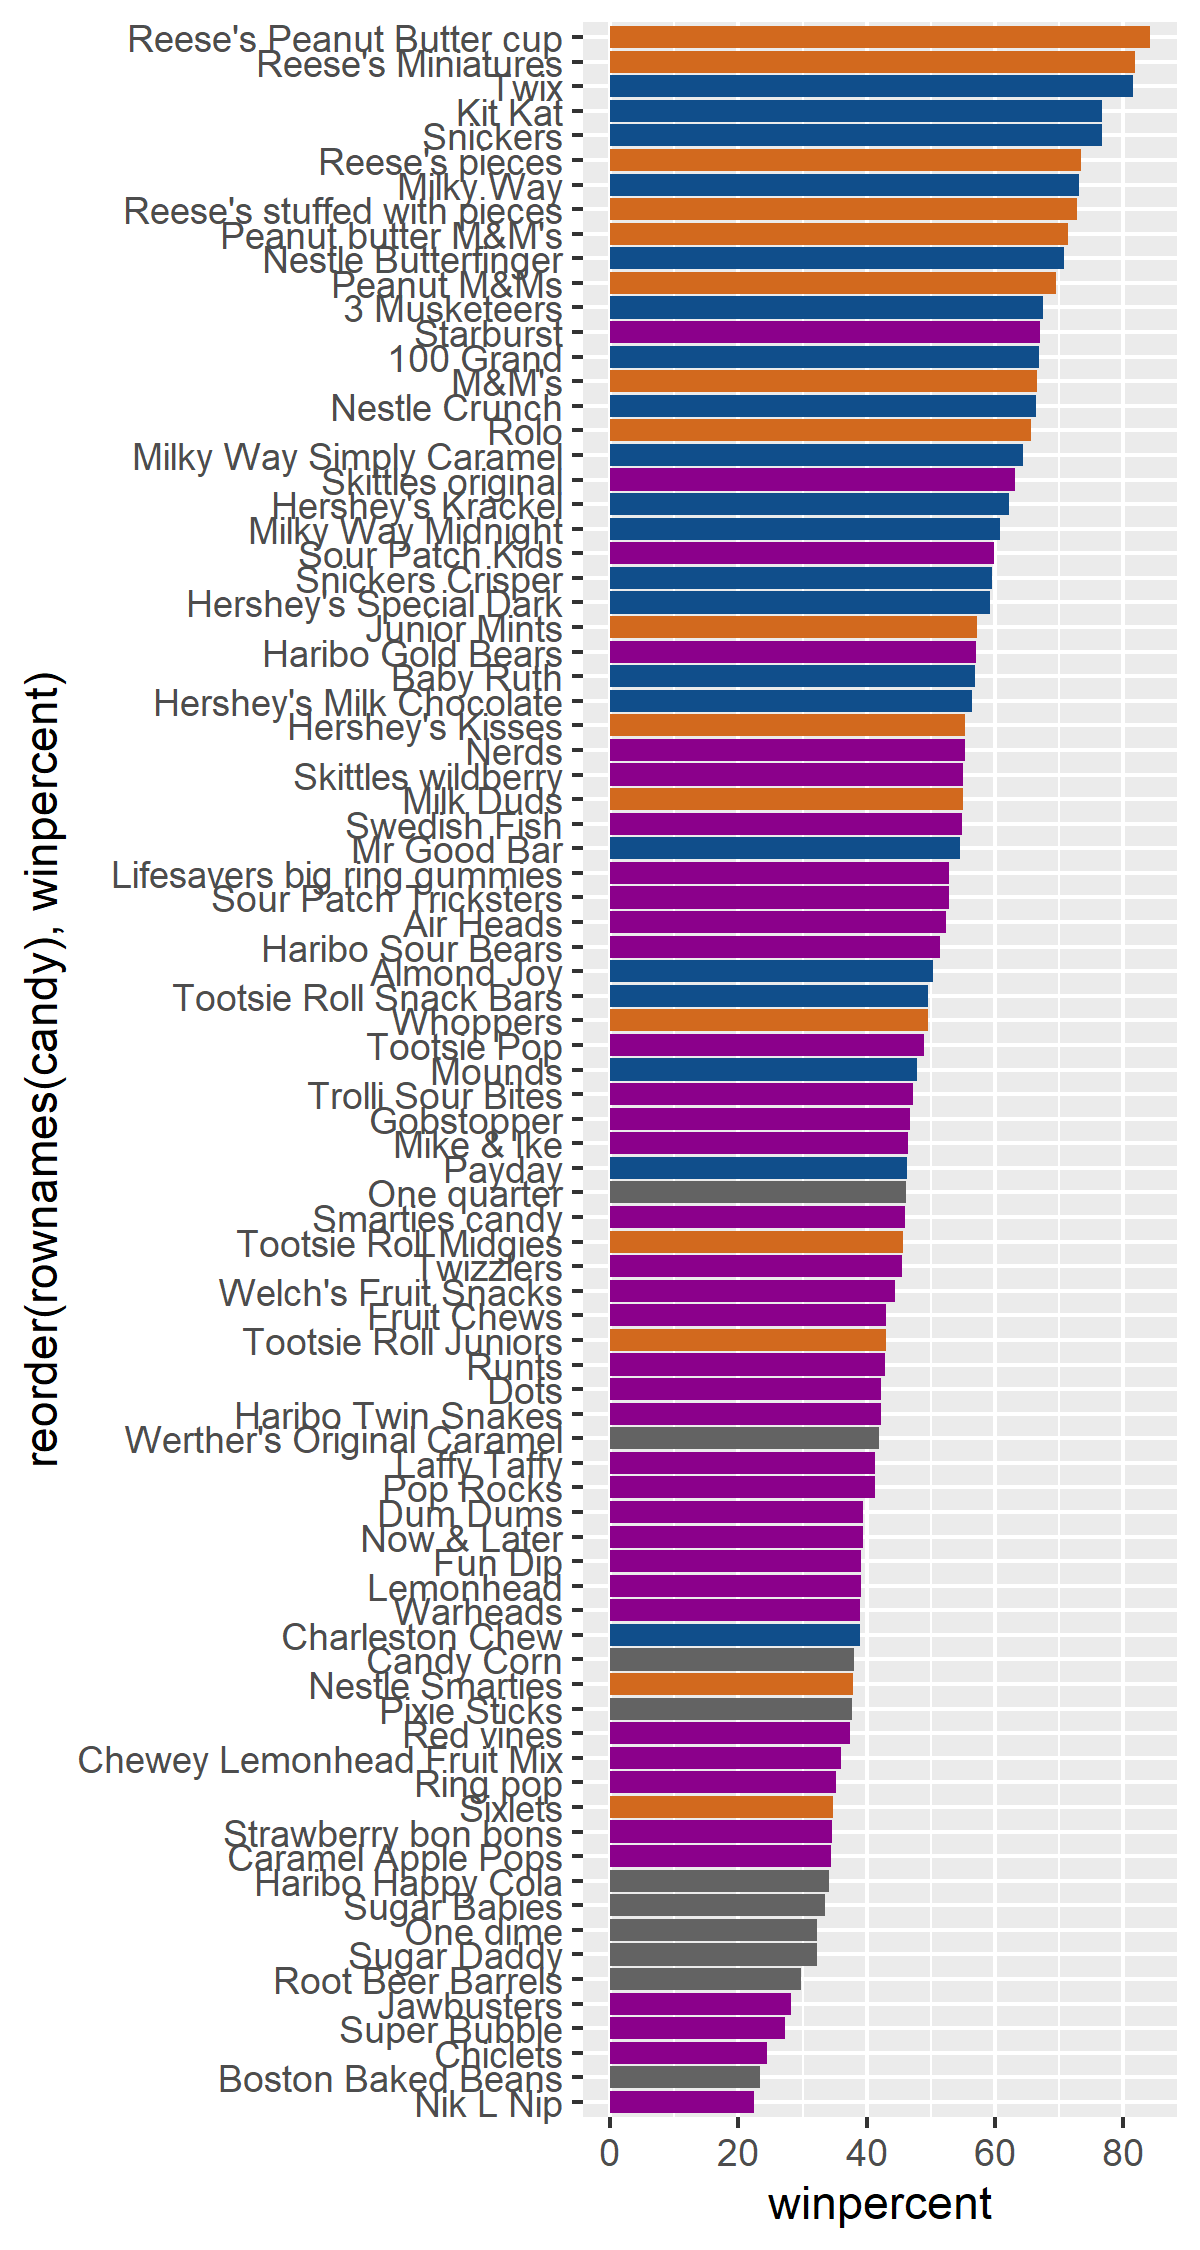 Reese's Peanut Butter cup
Reese's Miniatures
Twix
Kit Kat
Snickers
Reese's pieces
Milky Way
Reese's stuffed with pieces
Peanut butter M&M's
Nestle Butterfinger
Peanut M&Ms
3 Musketeers
Starburst
100 Grand
M&M's
Nestle Crunch
Rolo
Milky Way Simply Caramel
Skittles original
Hershey's Krackel
Milky Way Midnight
Sour Patch Kids
Snickers Crisper
Hershey's Special Dark
Junior Mints
Haribo Gold Bears
Baby Ruth
Hershey's Milk Chocolate
Hershey's Kisses
Nerds
Skittles wildberry
Milk Duds
Swedish Fish
Mr Good Bar
Lifesavers big ring gummies
Sour Patch Tricksters
Air Heads
Haribo Sour Bears
Almond Joy
Tootsie Roll Snack Bars
Whoppers
Tootsie Pop
Mounds
Trolli Sour Bites
Gobstopper
Mike & Ike
Payday
One quarter
Smarties candy
Tootsie Roll Midgies
Twizzlers
Welch's Fruit Snacks
Fruit Chews
Tootsie Roll Juniors
Runts
Dots
Haribo Twin Snakes
Werther's Original Caramel
Laffy Taffy
Pop Rocks
Dum Dums
Now & Later
Fun Dip
Lemonhead
Warheads
Charleston Chew
Candy Corn
Nestle Smarties
Pixie Sticks
Red vines
Chewey Lemonhead Fruit Mix
Ring pop
Sixlets
Strawberry bon bons
Caramel Apple Pops
Haribo Happy Cola
Sugar Babies
One dime
Sugar Daddy
Root Beer Barrels
Jawbusters
Super Bubble
Chiclets
Boston Baked Beans
Nik L Nip
reorder(rownames(candy), winpercent)
0 20 40 60 80
winpercent